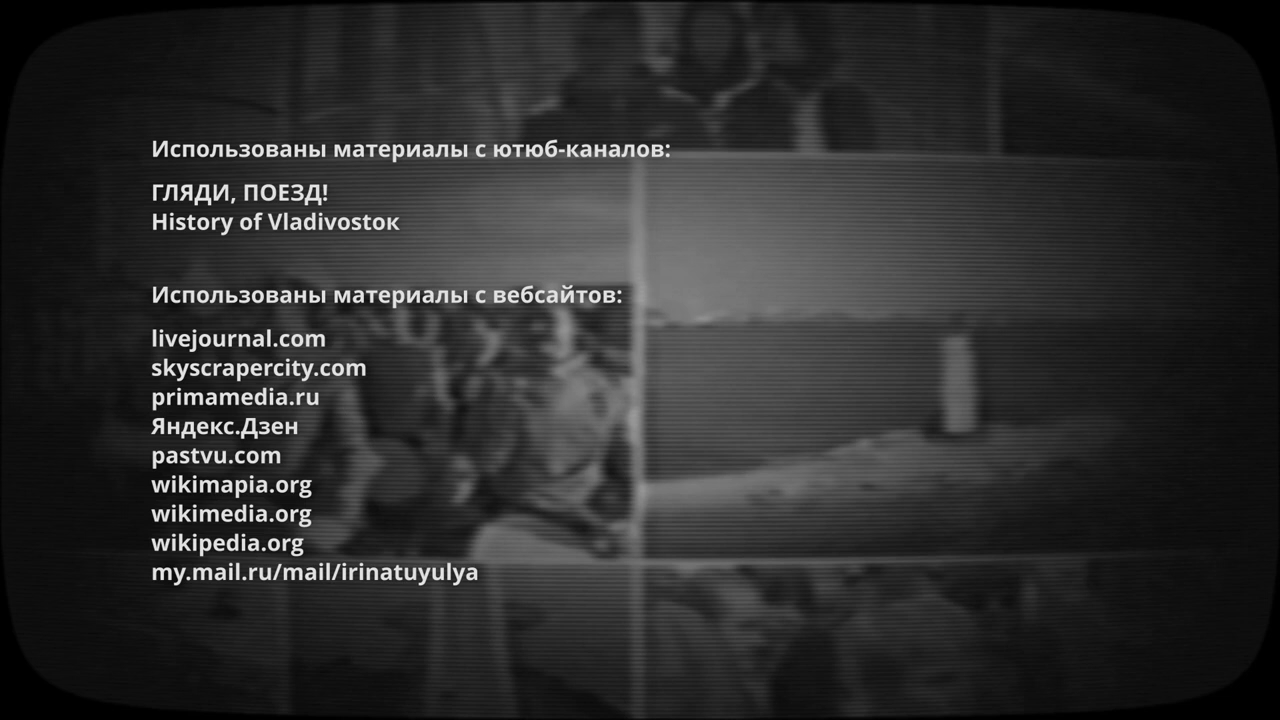 Использованы материалы с ютюб-каналов:
ГЛЯДИ, ПОЕЗД!
History of Vladivostoк
Использованы материалы с вебсайтов:
livejournal.com
skyscrapercity.com
primamedia.ru
Яндекс.Дзен
pastvu.com
wikimapia.org
wikimedia.org
wikipedia.org
my.mail.ru/mail/irinatuyulya